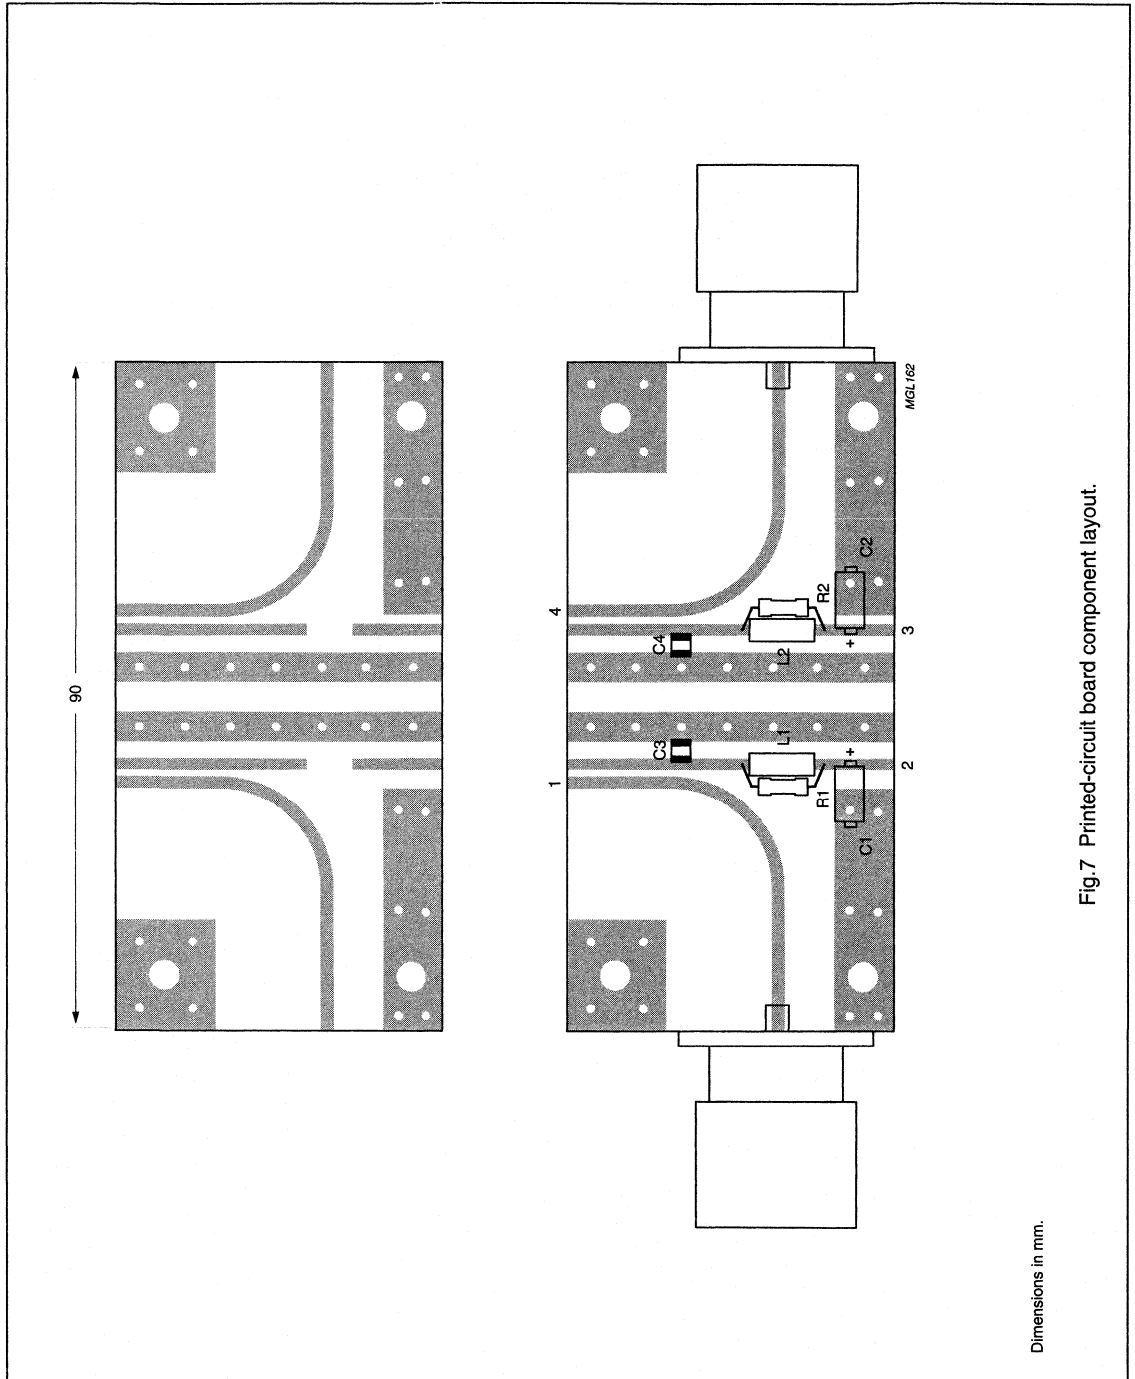 90
4
1
C4
C3
L2
L1
R2
R1
+
+
C2
C1
3
2
MGL162
Dimensions in mm.
Fig.7 Printed-circuit board component layout.